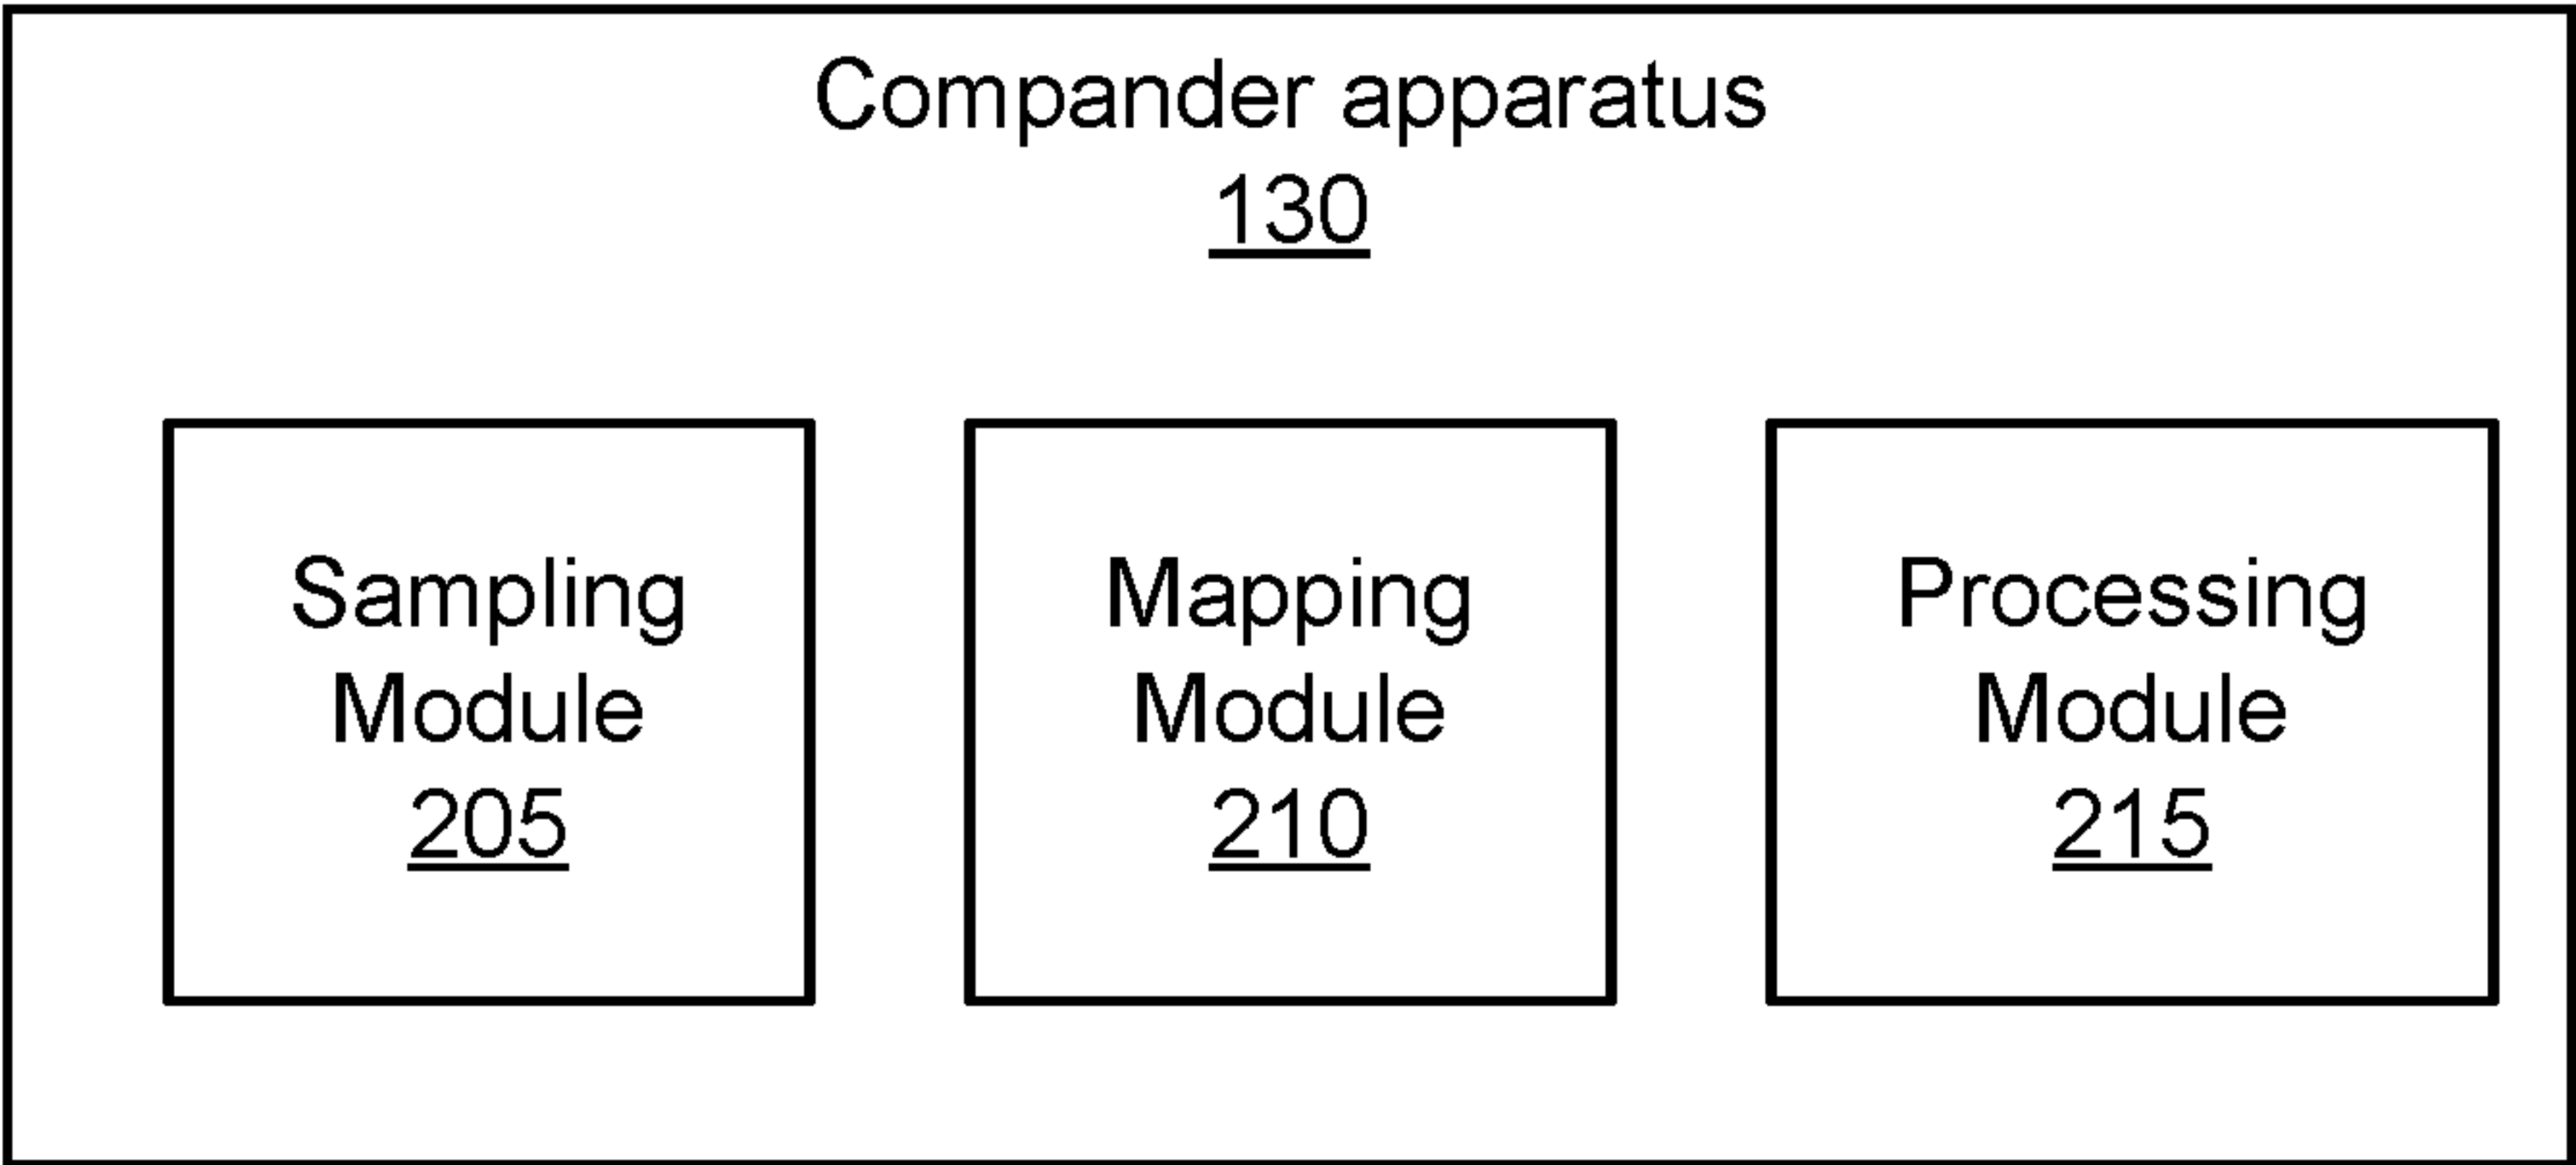 Compander apparatus
130
Sampling
Module
205
Mapping
Module
210
Processing
Module
215